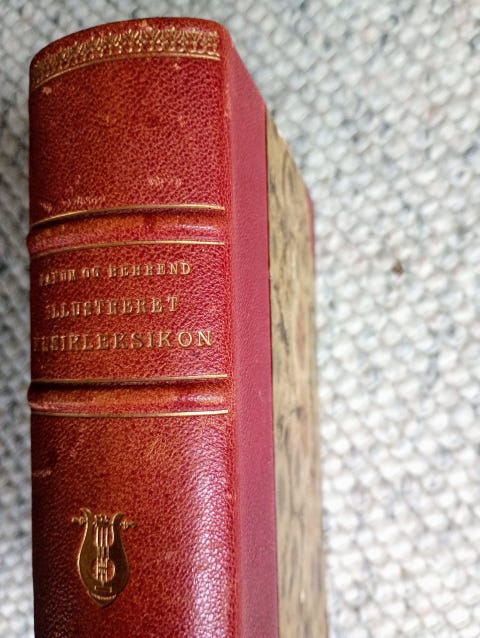 PANUM OG BEHREND
ILLUSTRERET
MUSIKLEKSIKON